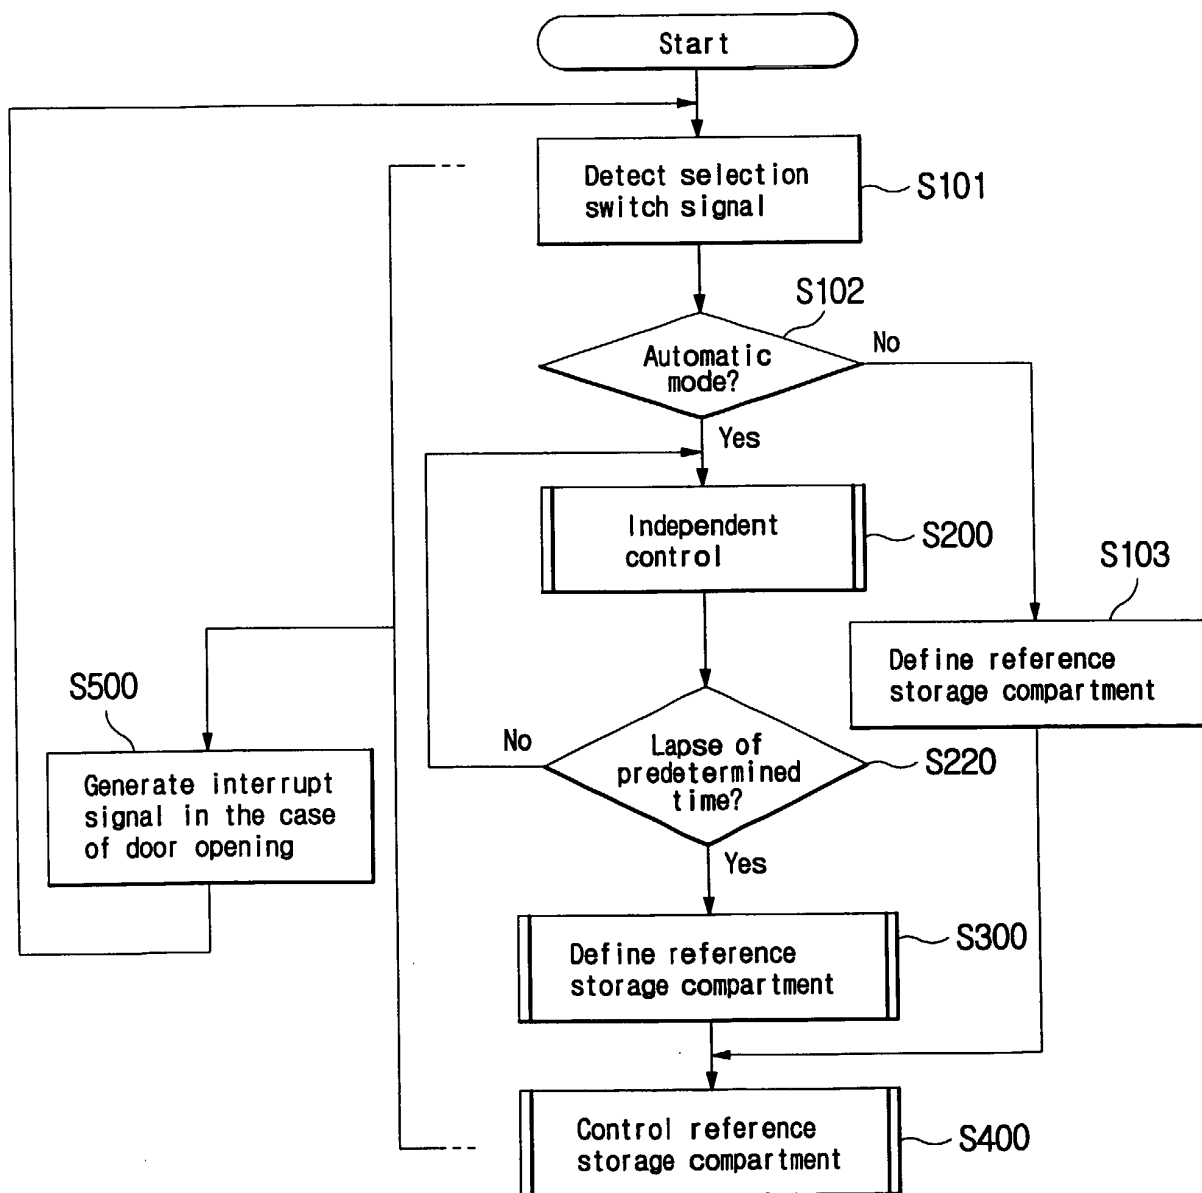 Start
Detect selection
switch signal
S101
S102
Automatic
mode?
No
Yes
Independent
control
S200
S103
Define reference
storage compartment
S500
Generate interrupt
signal in the case
of door opening
No
Lapse of
predetermined
time?
S220
Yes
Define reference
storage compartment
S300
Control reference
storage compartment
S400